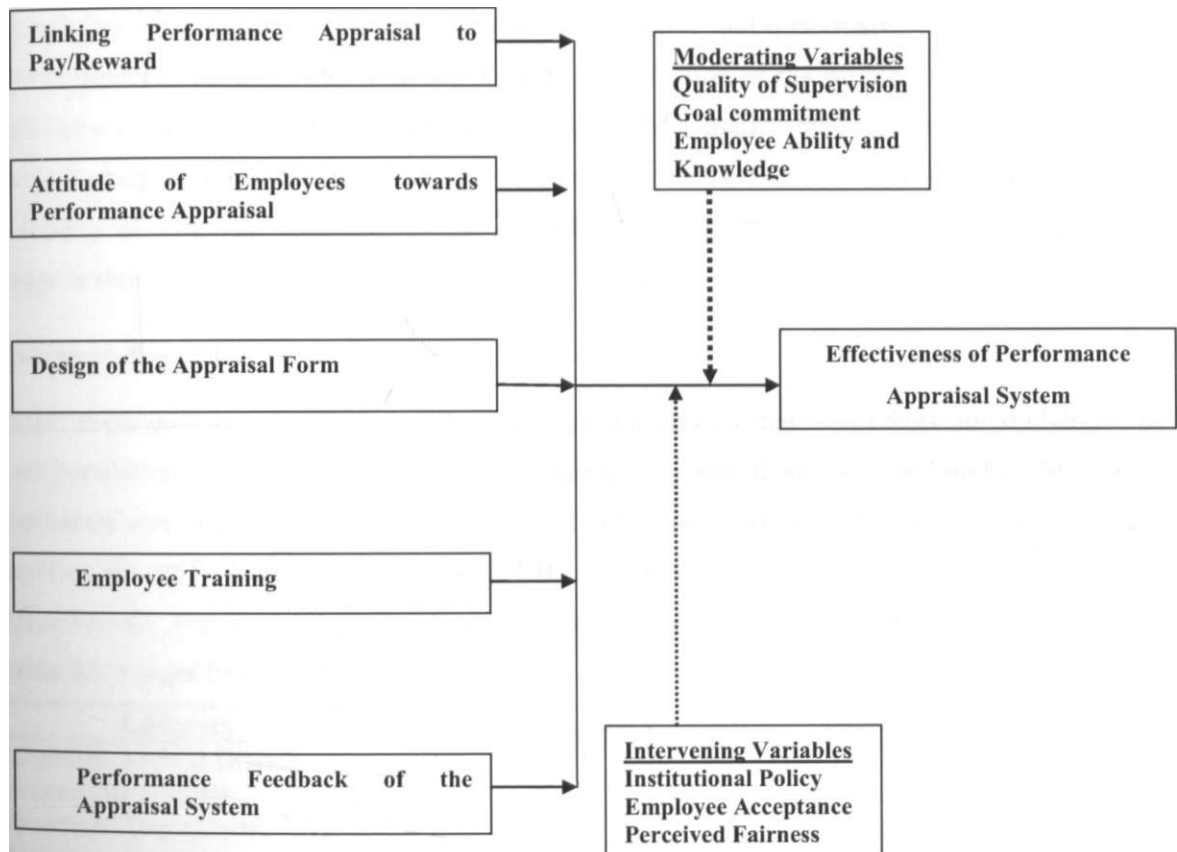 Linking Performance Appraisal to
Pay/Reward
Moderating Variables
Quality of Supervision
Goal commitment
Employee Ability and
Knowledge
Attitude of Employees towards
Performance Appraisal
Design of the Appraisal Form
Effectiveness of Performance
Appraisal System
Employee Training
Performance Feedback of the
Appraisal System
Intervening Variables
Institutional Policy
Employee Acceptance
Perceived Fairness